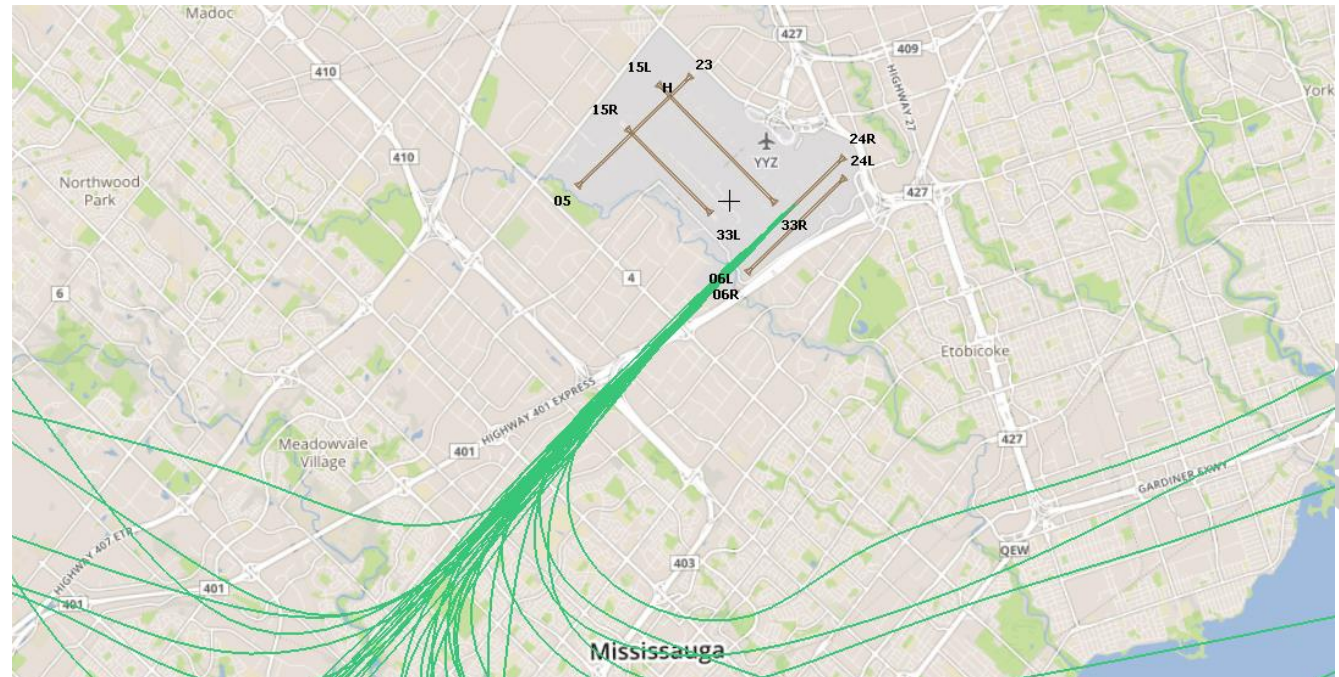 Madoc
427
409
HIGHWAY 27
410
15L
23
H
York
15R
24R
YYZ
24L
410
Northwood
Park
427
05
33R
33L
4
06L
06R
6
Etobicoke
HIGHWAY 401 EXPRESS
Meadowvale
Village
401
427
GARDINER EXWY
HIGHWAY 407 ETR
QEW
403
401
401
Mississauga